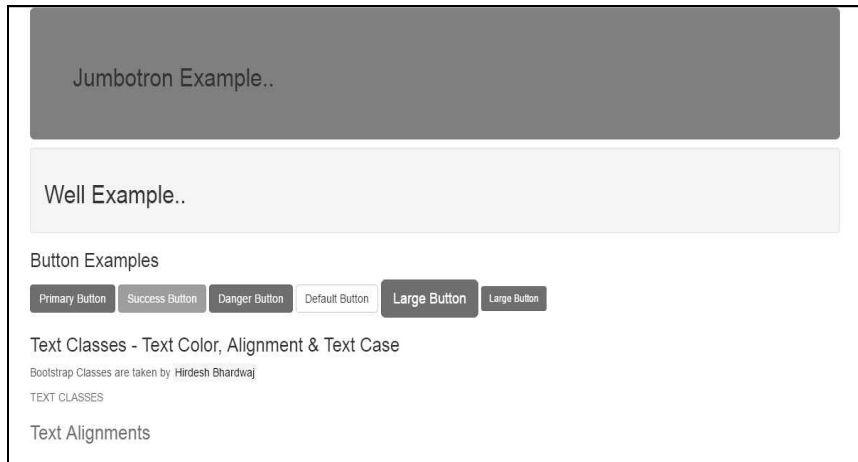 Jumbotron Example..
Well Example..
Button Examples
Primary Button Success Button Danger Button Default Button Large Button Large Button
Text Classes - Text Color, Alignment & Text Case
Bootstrap Classes are taken by Hirdesh Bhardwaj
TEXT CLASSES
Text Alignments